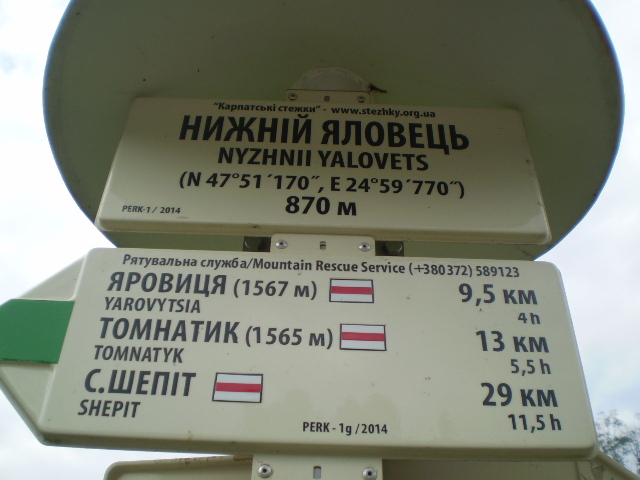 "Карпатські стежки" - www.stezhky.org.ua
НИЖНІЙ ЯЛОВЕЦЬ
NYZHNII YALOVETS
(N 47°51´170˝, E 24°59´770˝)
870 м
PERK-1 / 2014
Рятувальна служба/Mountain Rescue Service (+380372) 589123
ЯРОВИЦЯ (1567 м) 9,5 км
YAROVYTSIA 4 h
ТОМНАТИК (1565 м) 13 км
TOMNATYK 5,5 h
С.ШЕПІТ 29 км
SHEPIT 11,5 h
PERK - 1g / 2014